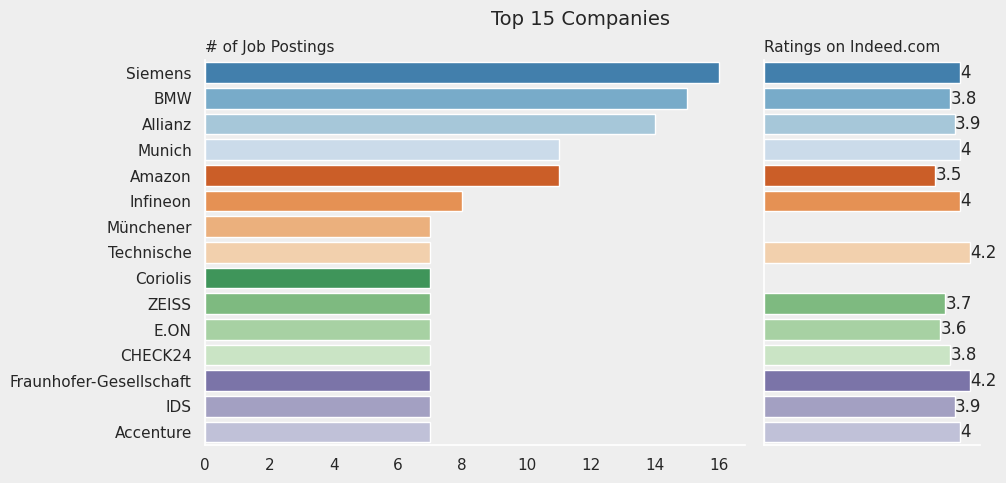 Top 15 Companies
# of Job Postings
Ratings on Indeed.com
Siemens
4
BMW
3.8
Allianz
3.9
Munich
4
Amazon
3.5
Infineon
4
Münchener
Technische
4.2
Coriolis
ZEISS
3.7
E.ON
3.6
CHECK24
3.8
Fraunhofer-Gesellschaft
4.2
IDS
3.9
Accenture
4
0 2 4 6 8 10 12 14 16